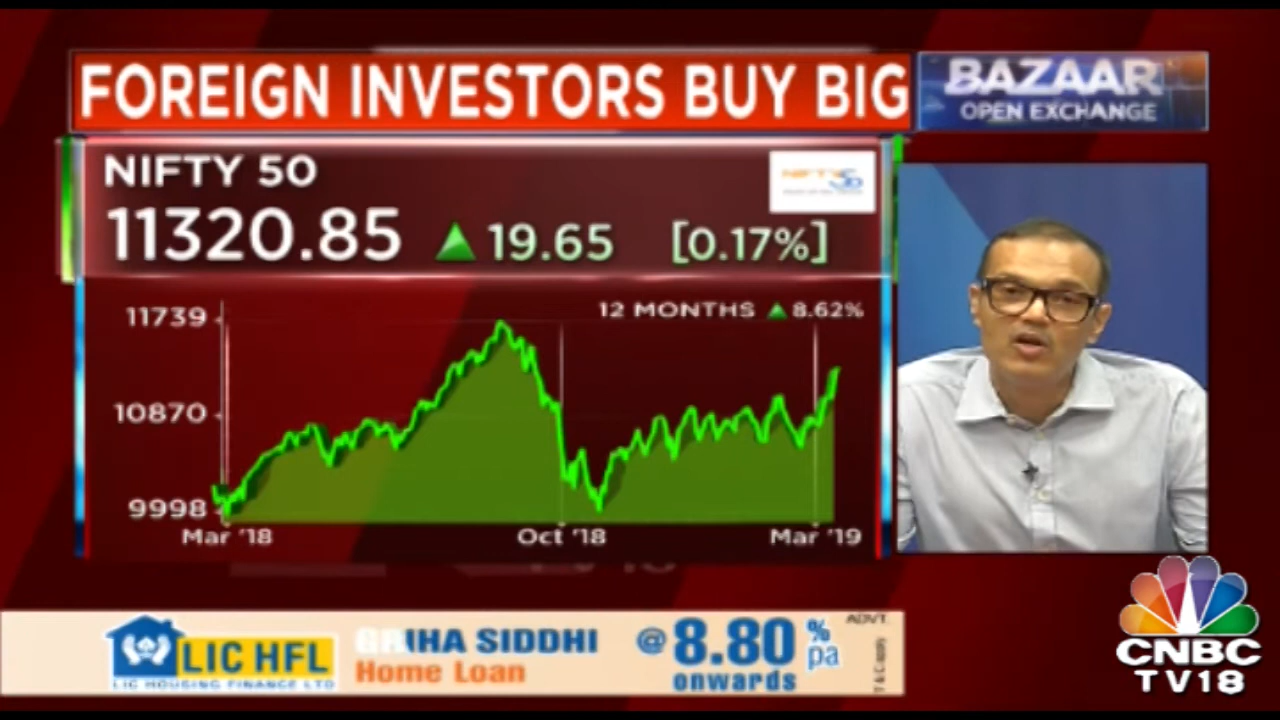 FOREIGN INVESTORS BUY BIG
BAZAAR
OPEN EXCHANGE
NIFTY 50
11320.85 ▲ 19.65 [0.17%]
12 MONTHS ▲ 8.62%
11739
10870
9998
Mar '18 Oct '18 Mar '19
LIC HFL
LIC HOUSING FINANCE LTD
GRIHA SIDDHI
Home Loan
@ 8.80 % pa
onwards
ADVT.
CNBC
TV18